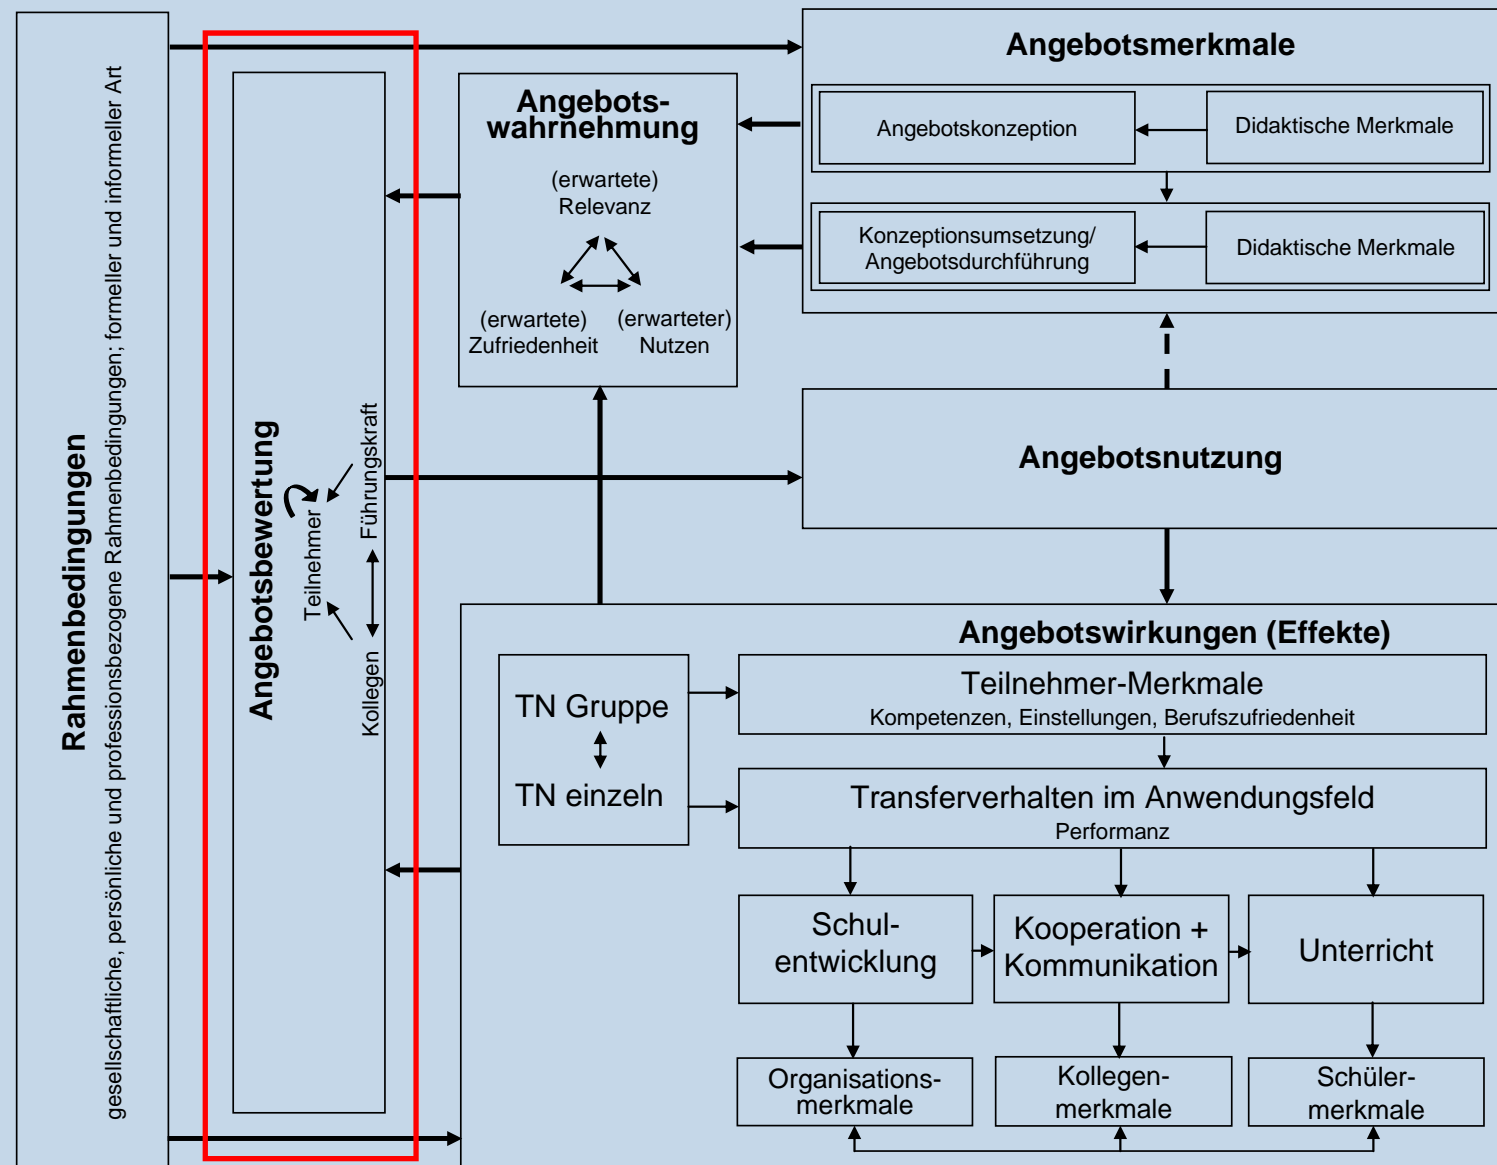 Rahmenbedingungen
gesellschaftliche, persönliche und professionsbezogene Rahmenbedingungen; formeller und informeller Art
Angebotsbewertung
Teilnehmer
Führungskraft
Kollegen
Angebots-
wahrnehmung
(erwartete)
Relevanz
(erwartete)
Zufriedenheit
(erwarteter)
Nutzen
Angebotsmerkmale
Angebotskonzeption
Didaktische Merkmale
Konzeptionsumsetzung/
Angebotsdurchführung
Didaktische Merkmale
Angebotsnutzung
Angebotswirkungen (Effekte)
TN Gruppe
TN einzeln
Teilnehmer-Merkmale
Kompetenzen, Einstellungen, Berufszufriedenheit
Transferverhalten im Anwendungsfeld
Performanz
Schul-
entwicklung
Kooperation +
Kommunikation
Unterricht
Organisations-
merkmale
Kollegen-
merkmale
Schüler-
merkmale